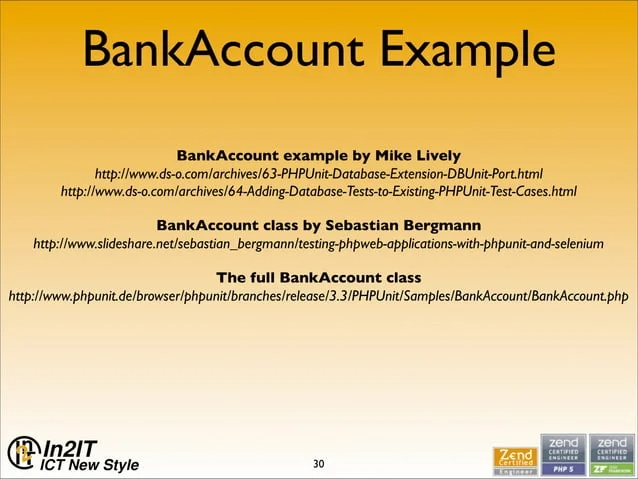 BankAccount Example
BankAccount example by Mike Lively
http://www.ds-o.com/archives/63-PHPUnit-Database-Extension-DBUnit-Port.html
http://www.ds-o.com/archives/64-Adding-Database-Tests-to-Existing-PHPUnit-Test-Cases.html
BankAccount class by Sebastian Bergmann
http://www.slideshare.net/sebastian_bergmann/testing-phpweb-applications-with-phpunit-and-selenium
The full BankAccount class
http://www.phpunit.de/browser/phpunit/branches/release/3.3/PHPUnit/Samples/BankAccount/BankAccount.php
In2IT
ICT New Style
30
Zend
Certified
Engineer
zend
CERTIFIED
ENGINEER
PHP 5
zend
CERTIFIED
ENGINEER
ZF ZEND
FRAMEWORK